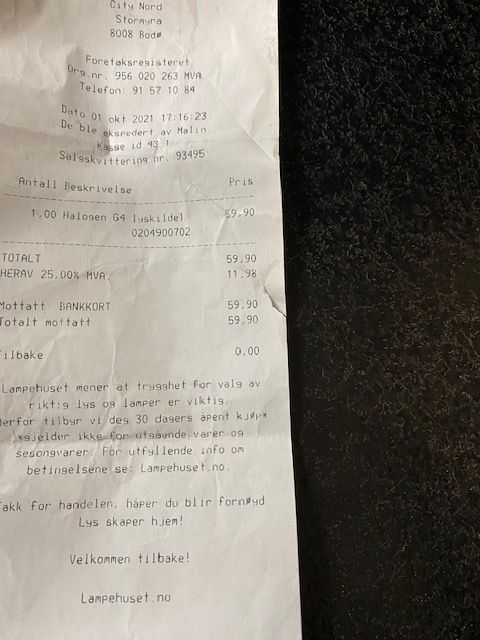 City Nord
Stormyra
8008 Bodø
Foretaksregisteret
Org.nr. 956 020 263 MVA
Telefon: 91 57 10 84
Dato 01 okt 2021 17:16:23
De ble ekspedert av Malin
Kasse id 43 1
Salgskvittering nr. 93495
Antall Beskrivelse Pris
1,00 Halogen G4 lyskildel 59,90
0204900702
TOTALT 59,90
HERAV 25,00% MVA. 11,98
Mottatt BANKKORT 59,90
Totalt mottatt 59,90
Tilbake 0,00
Lampehuset mener at trygghet for valg av
riktig lys og lamper er viktig.
Derfor tilbyr vi deg 30 dagers åpent kjøp*
*gjelder ikke for utgående varer og
sesongvarer. For utfyllende info om
betingelsene se: Lampehuset.no.
Takk for handelen, håper du blir fornøyd
Lys skaper hjem!
Velkommen tilbake!
Lampehuset.no